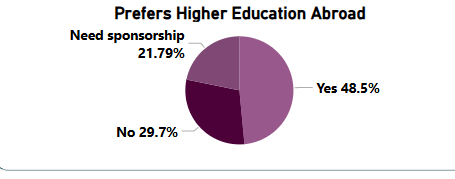 Prefers Higher Education Abroad
Need sponsorship
21.79%
Yes 48.5%
No 29.7%